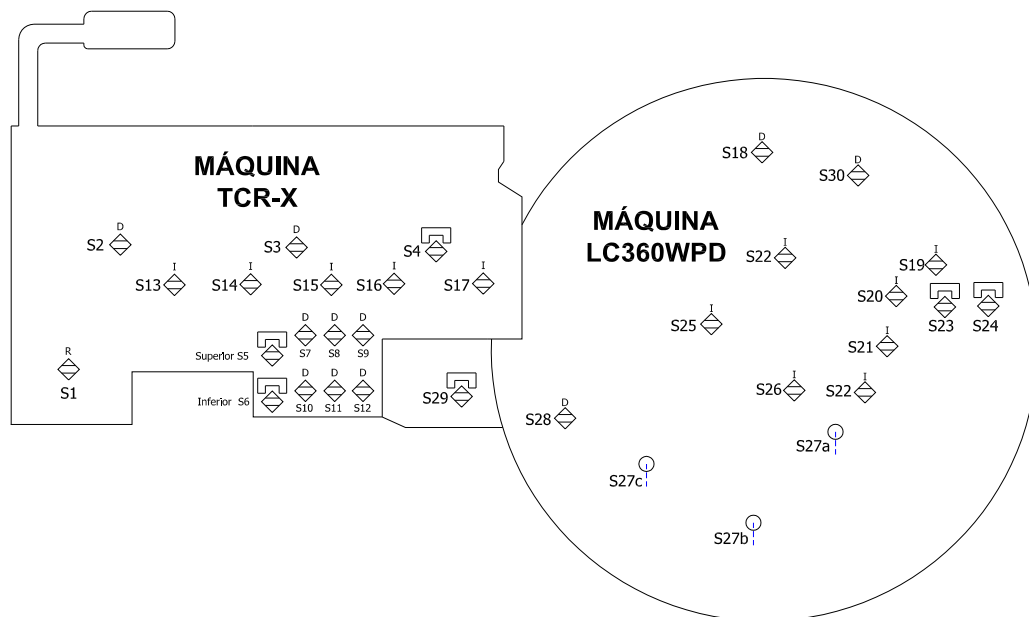 MÁQUINA
TCR-X
MÁQUINA
LC360WPD
D
S18
D
S30
D
S2
D
S3
S4
I
S13
I
S14
I
S15
I
S16
I
S17
I
S22
I
S19
I
S20
S23
S24
I
S25
I
S21
Superior S5
D
S7
D
S8
D
S9
R
S1
Inferior S6
D
S10
D
S11
D
S12
S29
I
S26
I
S22
D
S28
S27a
S27c
S27b